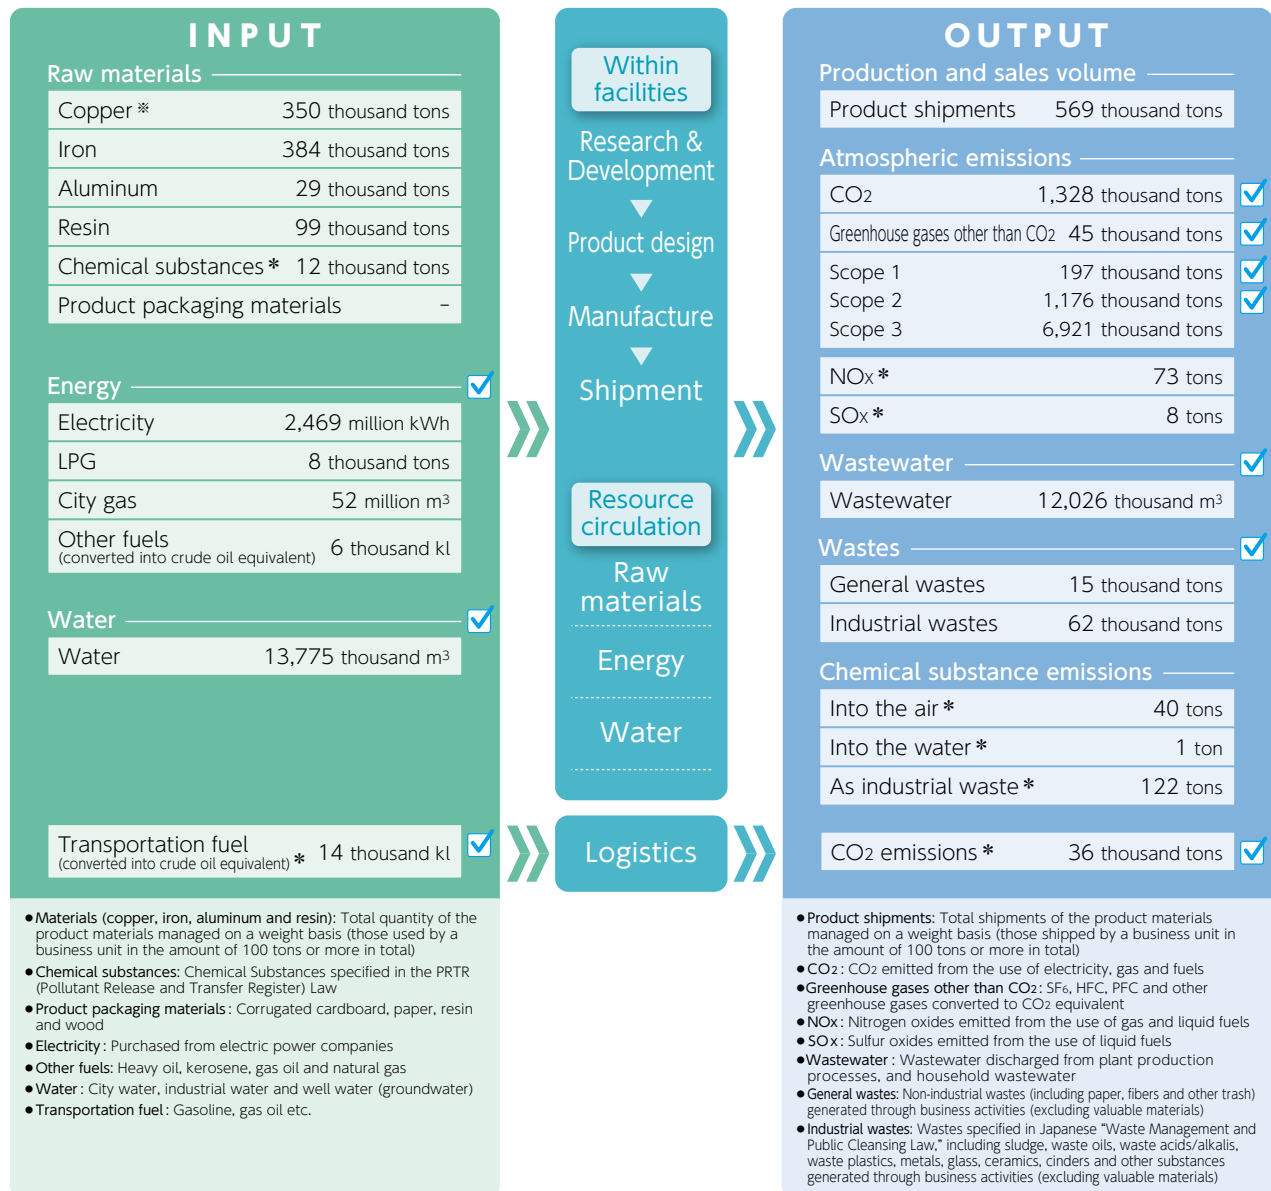 INPUT
Raw materials
Copper※ 350 thousand tons
Iron 384 thousand tons
Aluminum 29 thousand tons
Resin 99 thousand tons
Chemical substances* 12 thousand tons
Product packaging materials –
Energy
Electricity 2,469 million kWh
LPG 8 thousand tons
City gas 52 million m3
Other fuels
(converted into crude oil equivalent) 6 thousand kl
Water
Water 13,775 thousand m3
Transportation fuel
(converted into crude oil equivalent)* 14 thousand kl
●Materials (copper, iron, aluminum and resin): Total quantity of the
product materials managed on a weight basis (those used by a
business unit in the amount of 100 tons or more in total)
●Chemical substances: Chemical Substances specified in the PRTR
(Pollutant Release and Transfer Register) Law
●Product packaging materials: Corrugated cardboard, paper, resin
and wood
●Electricity: Purchased from electric power companies
●Other fuels: Heavy oil, kerosene, gas oil and natural gas
●Water: City water, industrial water and well water (groundwater)
●Transportation fuel: Gasoline, gas oil etc.
Within
facilities
Research &
Development
Product design
Manufacture
Shipment
Resource
circulation
Raw
materials
Energy
Water
Logistics
OUTPUT
Production and sales volume
Product shipments 569 thousand tons
Atmospheric emissions
CO2 1,328 thousand tons
Greenhouse gases other than CO2 45 thousand tons
Scope 1 197 thousand tons
Scope 2 1,176 thousand tons
Scope 3 6,921 thousand tons
NOx* 73 tons
SOx* 8 tons
Wastewater
Wastewater 12,026 thousand m3
Wastes
General wastes 15 thousand tons
Industrial wastes 62 thousand tons
Chemical substance emissions
Into the air* 40 tons
Into the water* 1 ton
As industrial waste* 122 tons
CO2 emissions* 36 thousand tons
●Product shipments: Total shipments of the product materials
managed on a weight basis (those shipped by a business unit in
the amount of 100 tons or more in total)
●CO2: CO2 emitted from the use of electricity, gas and fuels
●Greenhouse gases other than CO2: SF6, HFC, PFC and other
greenhouse gases converted to CO2 equivalent
●NOx: Nitrogen oxides emitted from the use of gas and liquid fuels
●SOx: Sulfur oxides emitted from the use of liquid fuels
●Wastewater: Wastewater discharged from plant production
processes, and household wastewater
●General wastes: Non-industrial wastes (including paper, fibers and other trash)
generated through business activities (excluding valuable materials)
●Industrial wastes: Wastes specified in Japanese “Waste Management and
Public Cleansing Law,” including sludge, waste oils, waste acids/alkalis,
waste plastics, metals, glass, ceramics, cinders and other substances
generated through business activities (excluding valuable materials)